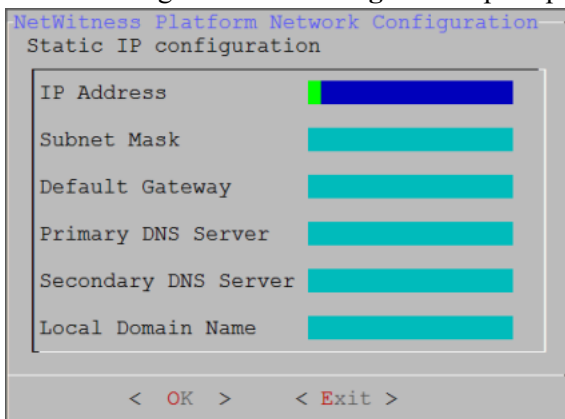 NetWitness Platform Network Configuration
Static IP configuration
IP Address
Subnet Mask
Default Gateway
Primary DNS Server
Secondary DNS Server
Local Domain Name
< OK > < Exit >